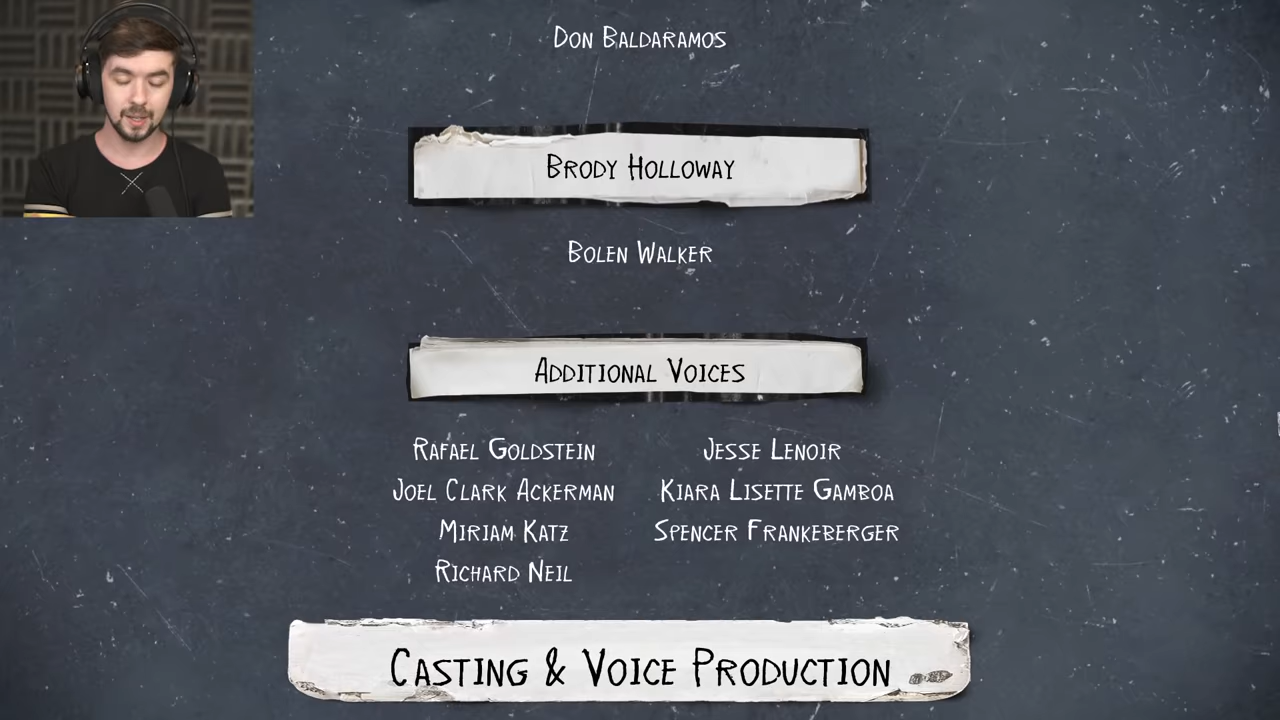 Don Baldaramos
Brody Holloway
Bolen Walker
Additional Voices
Rafael Goldstein
Jesse Lenoir
Joel Clark Ackerman
Kiara Lisette Gamboa
Miriam Katz
Spencer Frankeberger
Richard Neil
Casting & Voice Production